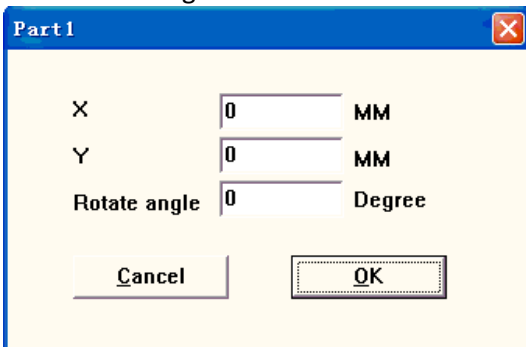 Part1
X 0 MM
Y 0 MM
Rotate angle 0 Degree
Cancel OK